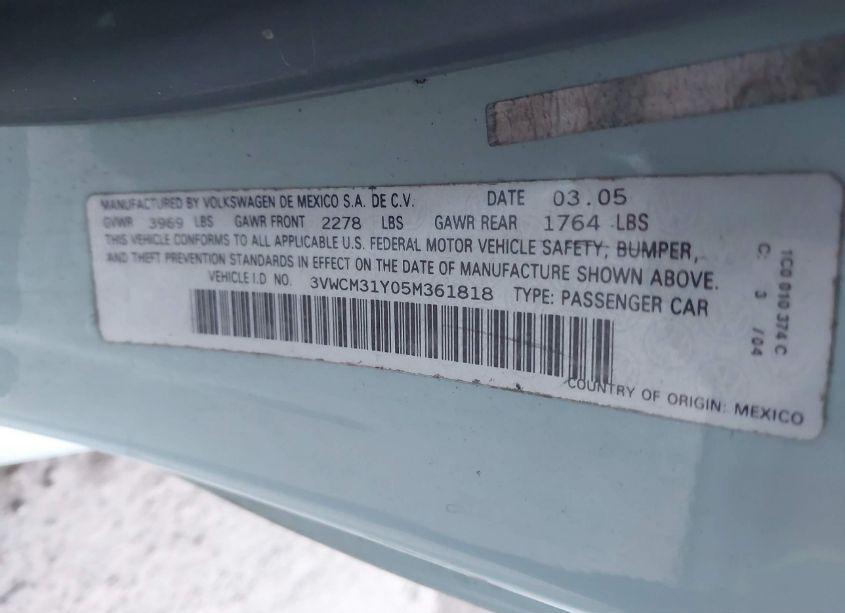 MANUFACTURED BY VOLKSWAGEN DE MEXICO S.A. DE C.V. DATE 03.05
GVWR 3969 LBS GAWR FRONT 2278 LBS GAWR REAR 1764 LBS
THIS VEHICLE CONFORMS TO ALL APPLICABLE U.S. FEDERAL MOTOR VEHICLE SAFETY, BUMPER,
AND THEFT PREVENTION STANDARDS IN EFFECT ON THE DATE OF MANUFACTURE SHOWN ABOVE.
VEHICLE I.D NO. 3VWCM31Y05M361818 TYPE: PASSENGER CAR
COUNTRY OF ORIGIN: MEXICO
1C0 010 374 C
C: 3 /04